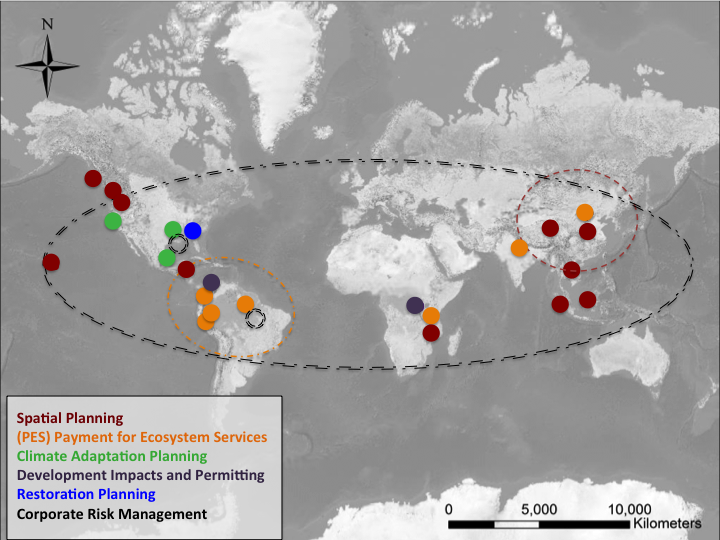 N
Spatial Planning
(PES) Payment for Ecosystem Services
Climate Adaptation Planning
Development Impacts and Permitting
Restoration Planning
Corporate Risk Management
0 5,000 10,000
Kilometers